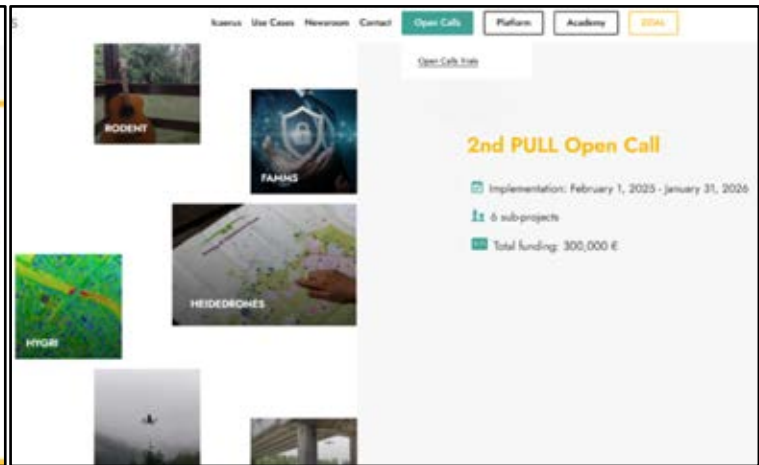 S
Icaerus Use Cases Newsroom Contact Open Calls Platform Academy
Open Calls Trials
RODENT
FAMNS
2nd PULL Open Call
Implementation: February 1, 2025 - January 31, 2026
6 sub-projects
Total funding: 300,000 €
HEIDEDRONES
HYGRI